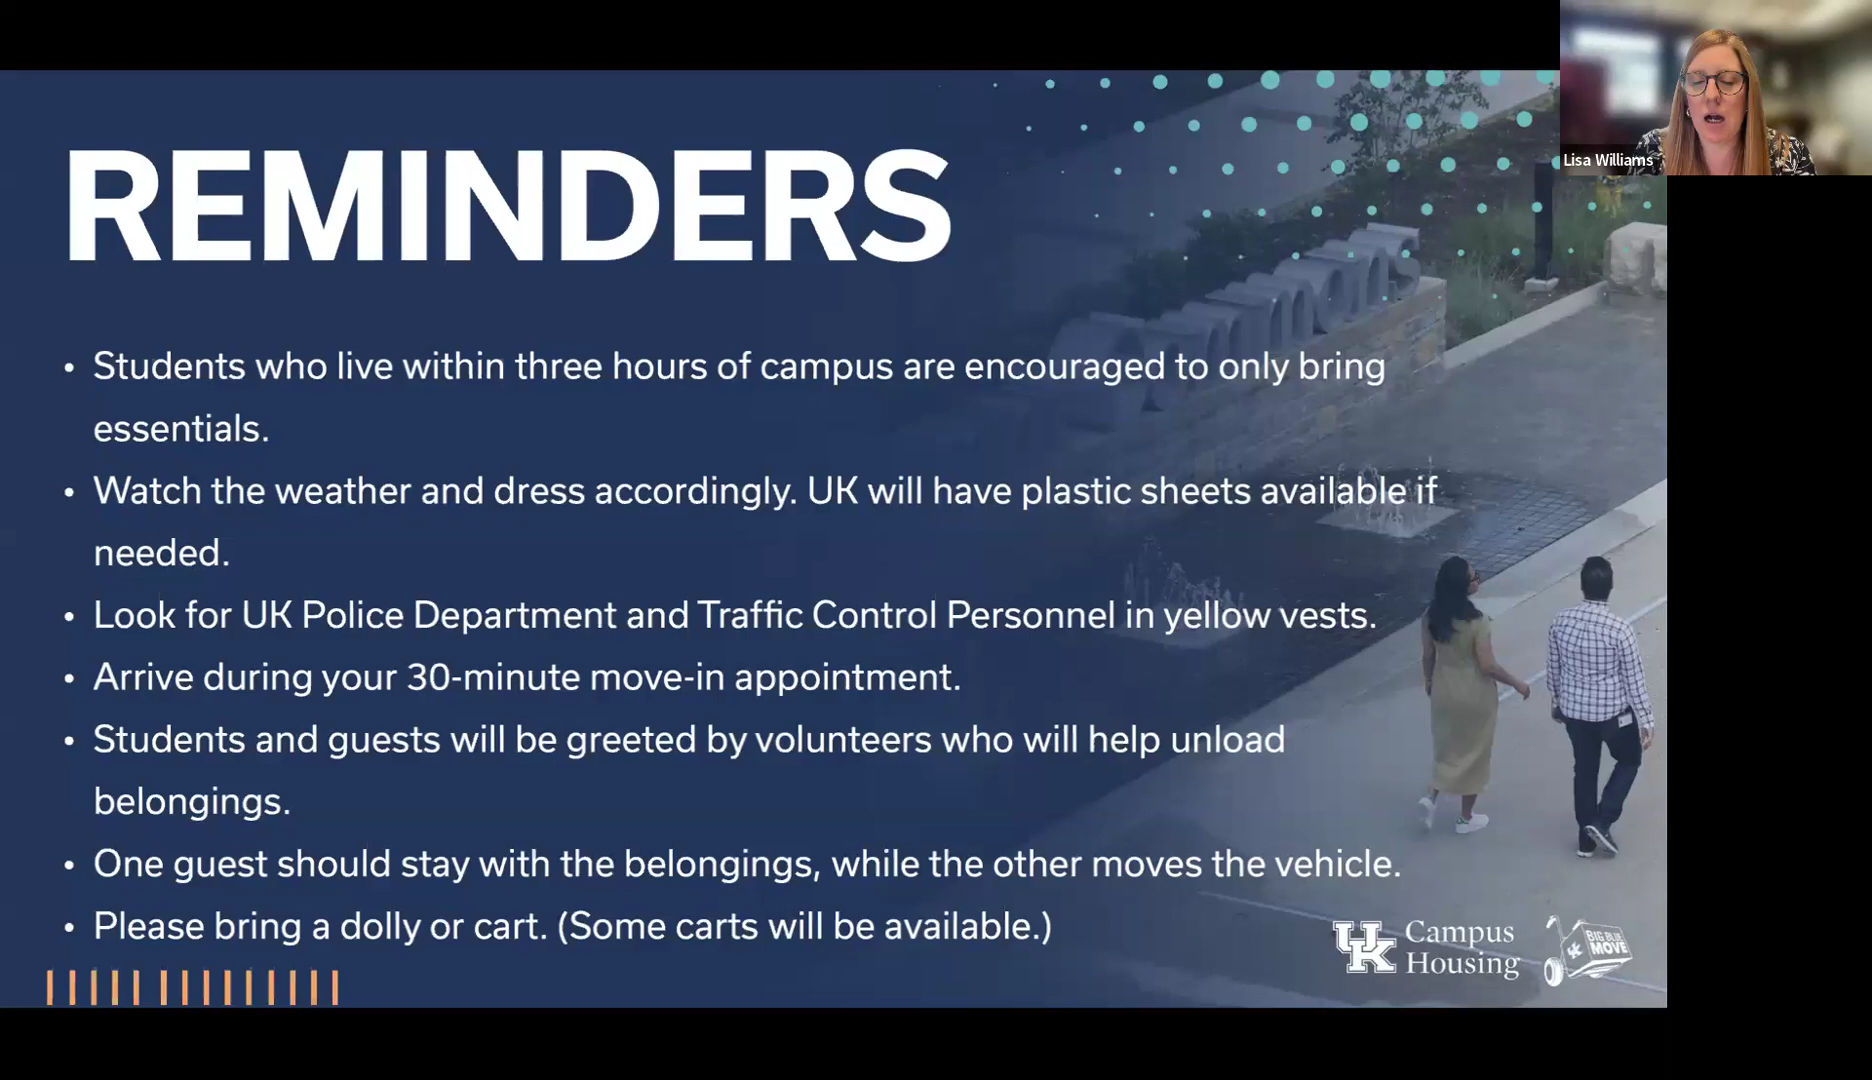 Lisa Williams
REMINDERS
• Students who live within three hours of campus are encouraged to only bring
essentials.
• Watch the weather and dress accordingly. UK will have plastic sheets available if
needed.
• Look for UK Police Department and Traffic Control Personnel in yellow vests.
• Arrive during your 30-minute move-in appointment.
• Students and guests will be greeted by volunteers who will help unload
belongings.
• One guest should stay with the belongings, while the other moves the vehicle.
• Please bring a dolly or cart. (Some carts will be available.)
UK
Campus
Housing
UK
BIG BLUE
MOVE